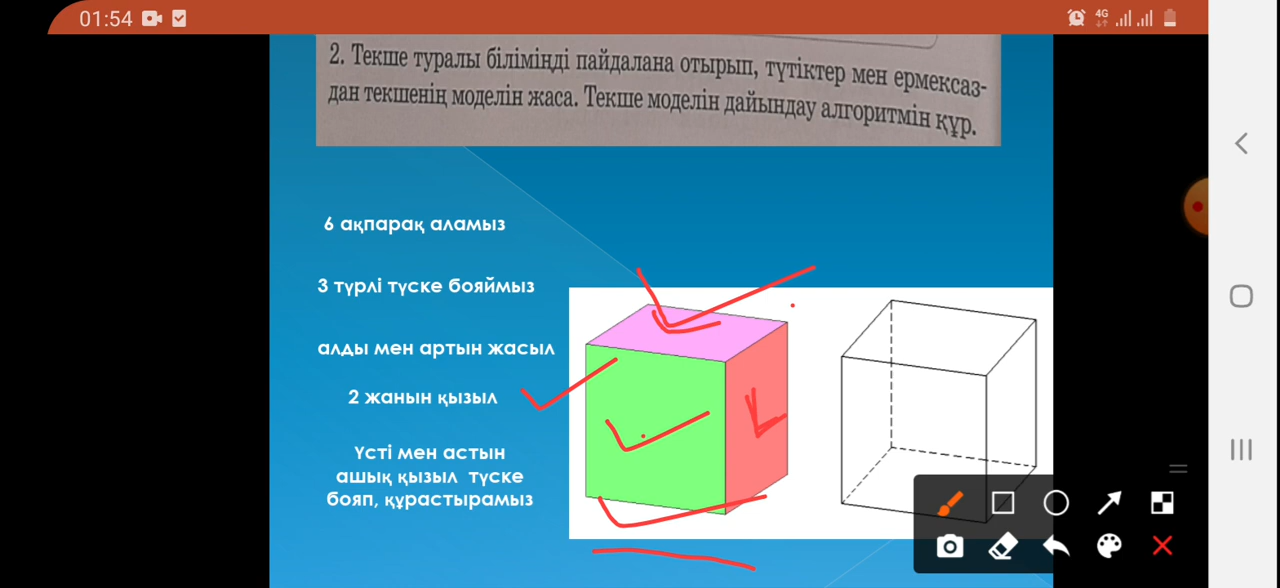 01:54
4G
2. Текше туралы біліміңді пайдалана отырып, түтіктер мен ермексаз-
дан текшенің моделін жаса. Текше моделін дайындау алгоритмін құр.
6 ақпарақ аламыз
3 түрлі түске бояймыз
алды мен артын жасыл
2 жанын қызыл
Үсті мен астын
ашық қызыл түске
бояп, құрастырамыз